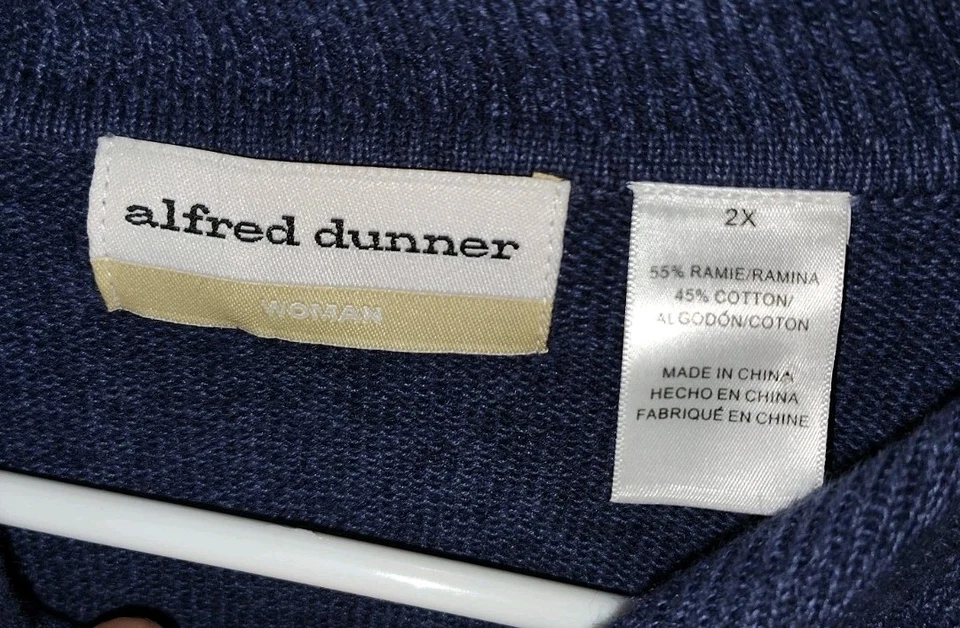 alfred dunner
WOMAN
2X
55% RAMIE/RAMINA
45% COTTON/
ALGODÓN/COTON
MADE IN CHINA
HECHO EN CHINA
FABRIQUÉ EN CHINE